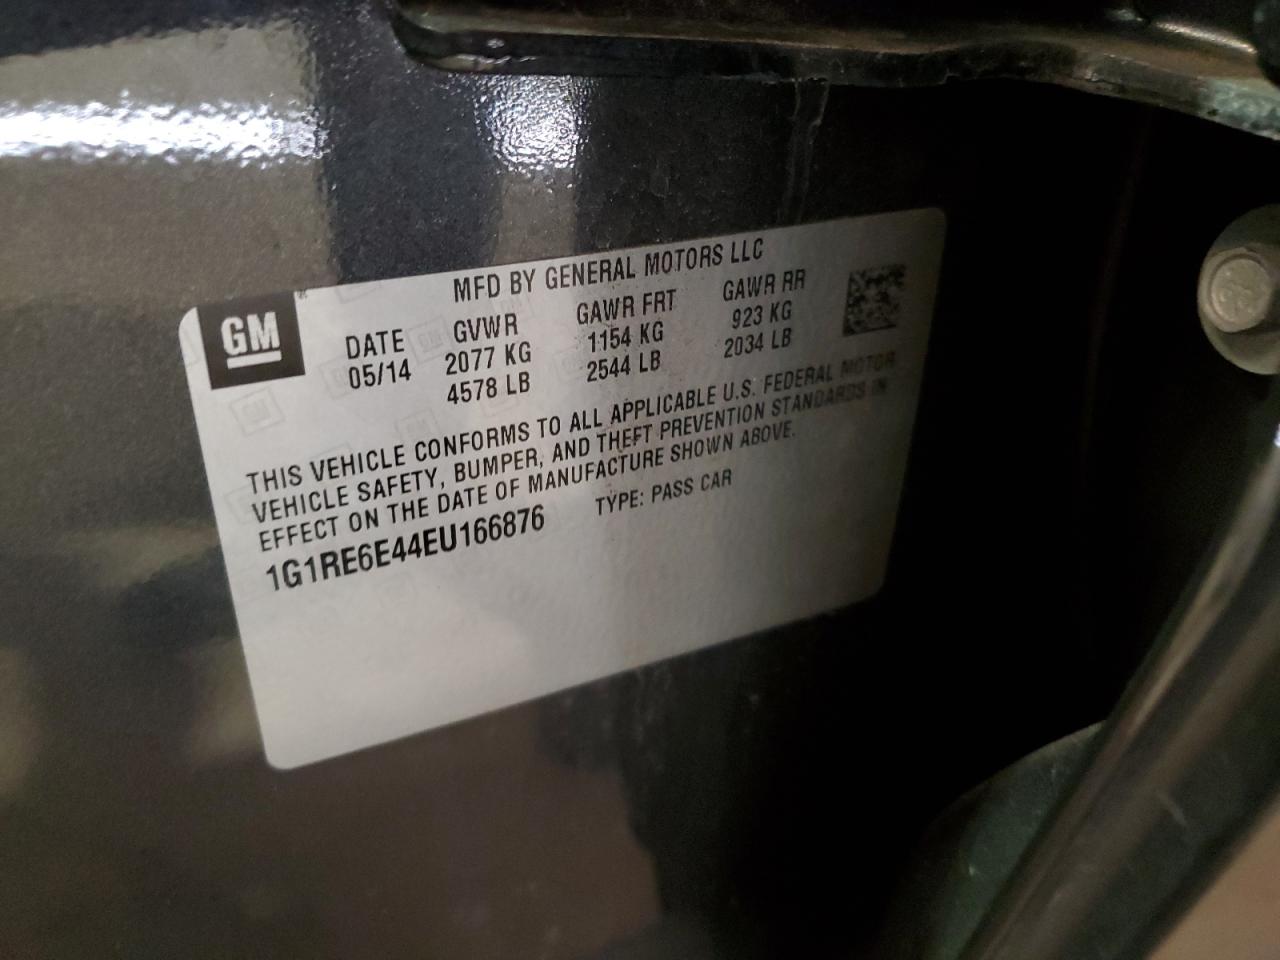 MFD BY GENERAL MOTORS LLC
GM
DATE GVWR GAWR FRT GAWR RR
05/14 2077 KG 1154 KG 923 KG
4578 LB 2544 LB 2034 LB
THIS VEHICLE CONFORMS TO ALL APPLICABLE U.S. FEDERAL MOTOR
VEHICLE SAFETY, BUMPER, AND THEFT PREVENTION STANDARDS IN
EFFECT ON THE DATE OF MANUFACTURE SHOWN ABOVE.
1G1RE6E44EU166876 TYPE: PASS CAR